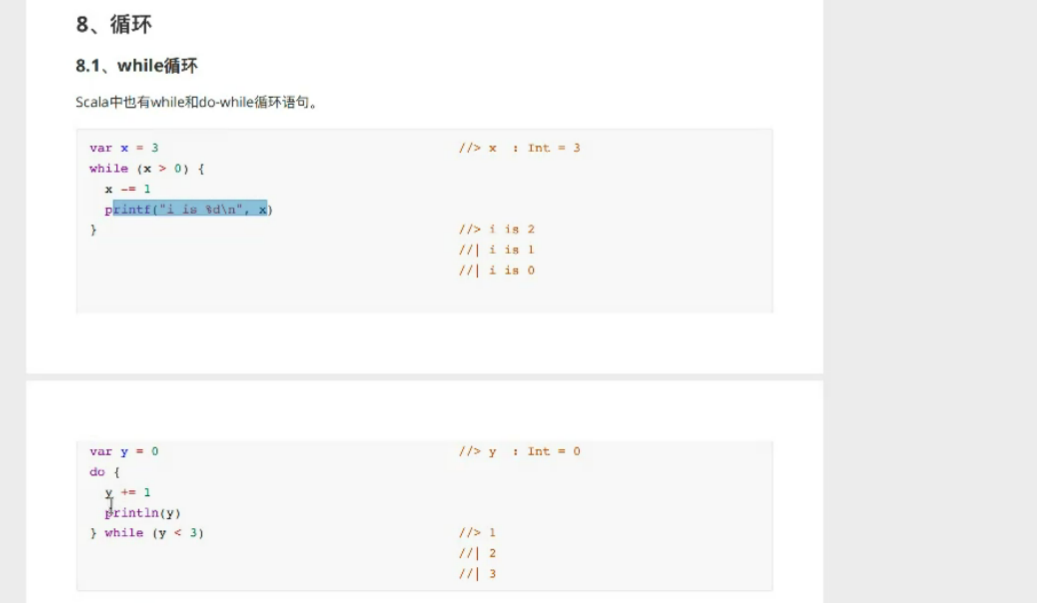 8、循环
8.1、while循环
Scala中也有while和do-while循环语句。
var x = 3 //> x : Int = 3
while (x > 0) {
x -= 1
printf("i is %d\n", x)
} //> i is 2
//| i is 1
//| i is 0
var y = 0 //> y : Int = 0
do {
y += 1
println(y)
} while (y < 3) //> 1
//| 2
//| 3